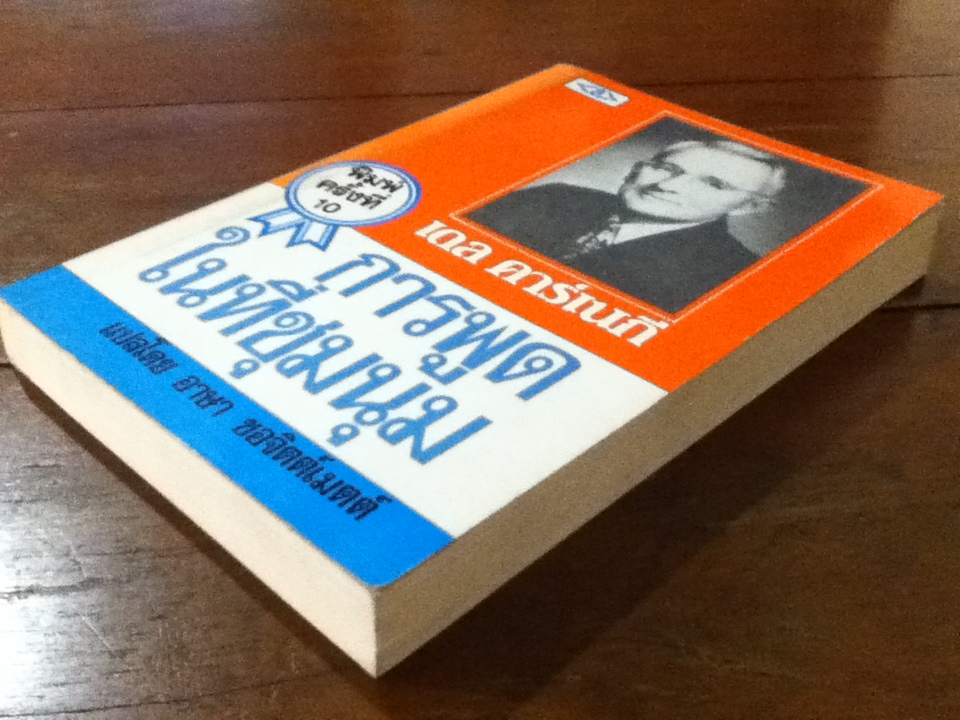 เดล คาร์เนกี
พิมพ์
ครั้งที่
10
การพูด
ในที่ชุมนุม
แปลโดย อาษา ขอจิตต์เมตต์